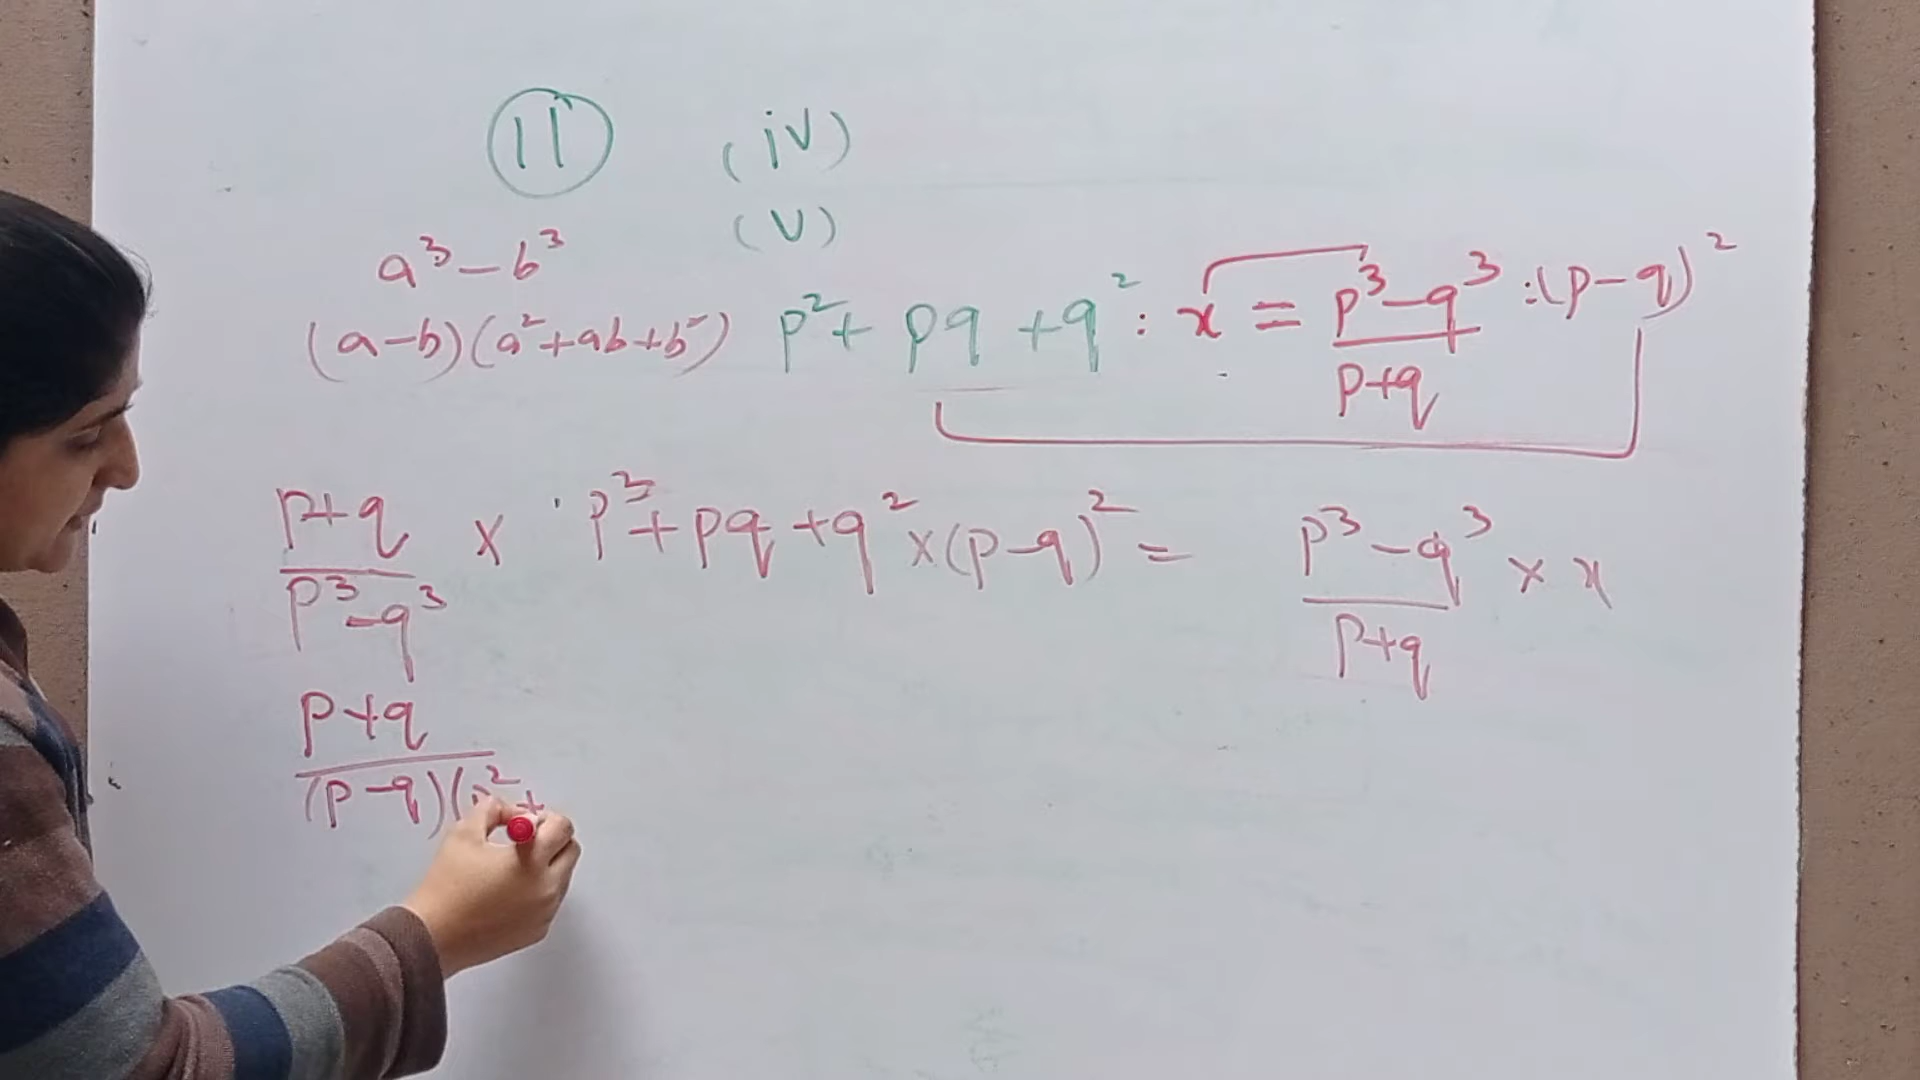 11 (iv)
(v)
a³-b³
(a-b)(a²+ab+b²) p²+pq+q² : x = p³-q³/p+q :(p-q)²
p+q/p³-q³ × p²+pq+q²×(p-q)² = p³-q³/p+q × x
p+q/(p-q)(p²+